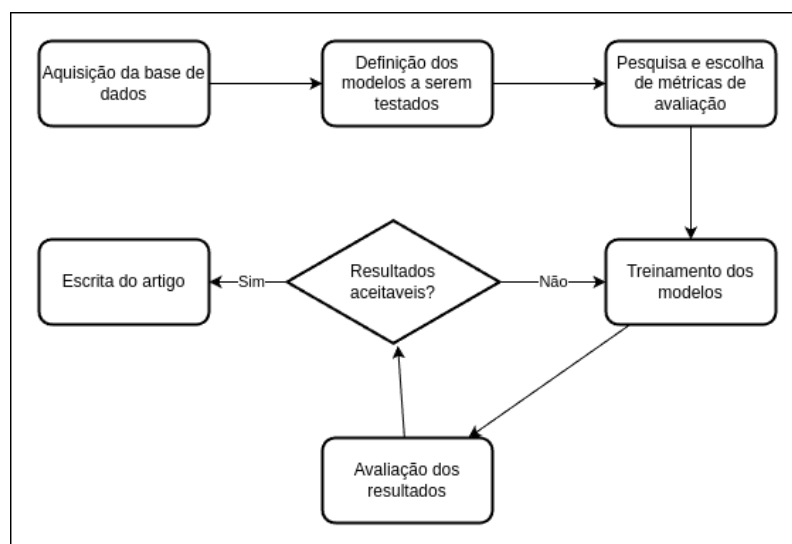 Aquisição da base de
dados
Definição dos
modelos a serem
testados
Pesquisa e escolha
de métricas de
avaliação
Escrita do artigo
Sim
Resultados
aceitaveis?
Não
Treinamento dos
modelos
Avaliação dos
resultados